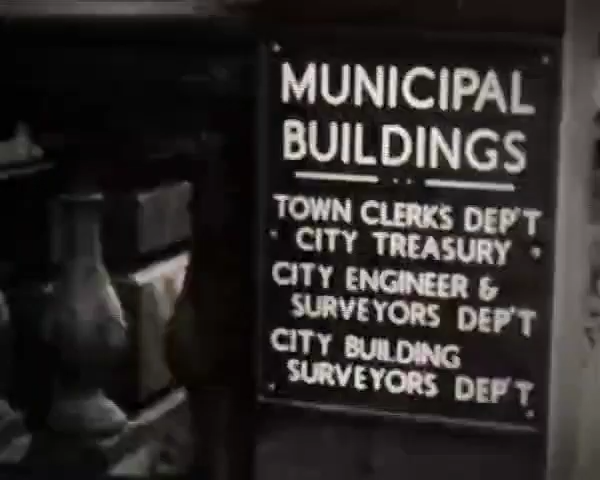 MUNICIPAL
BUILDINGS
TOWN CLERKS DEP'T
CITY TREASURY
CITY ENGINEER &
SURVEYORS DEP'T
CITY BUILDING
SURVEYORS DEP'T